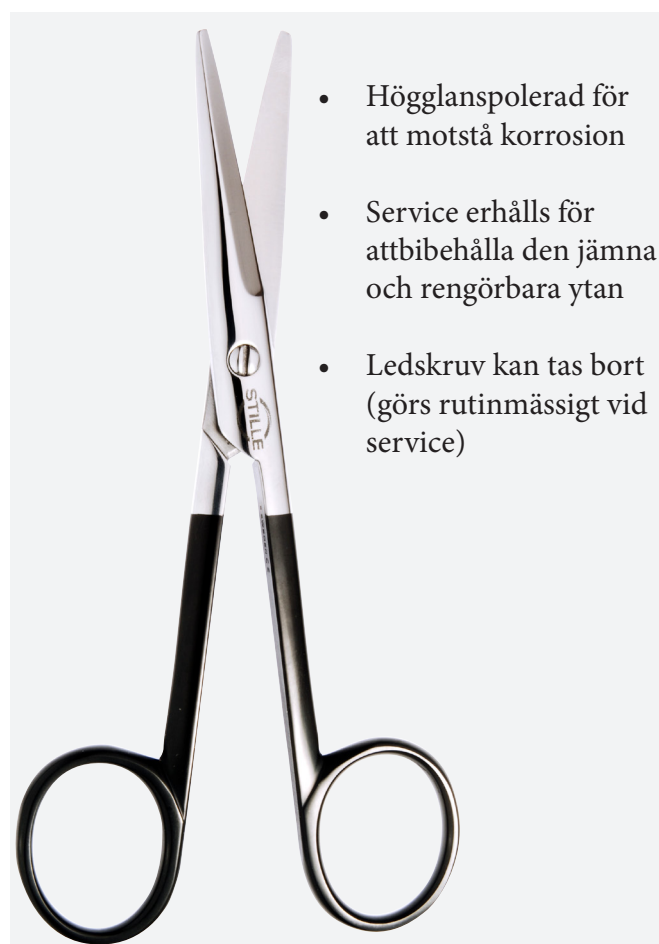 • Högglanspolerad för
att motstå korrosion
• Service erhålls för
attbibehålla den jämna
och rengörbara ytan
• Ledskruv kan tas bort
(görs rutinmässigt vid
service)
STILLE